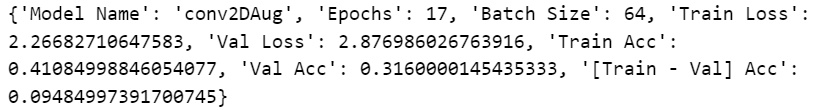 {'Model Name': 'conv2DAug', 'Epochs': 17, 'Batch Size': 64, 'Train Loss':
2.26682710647583, 'Val Loss': 2.876986026763916, 'Train Acc':
0.41084998846054077, 'Val Acc': 0.3160000145435333, '[Train - Val] Acc':
0.09484997391700745}